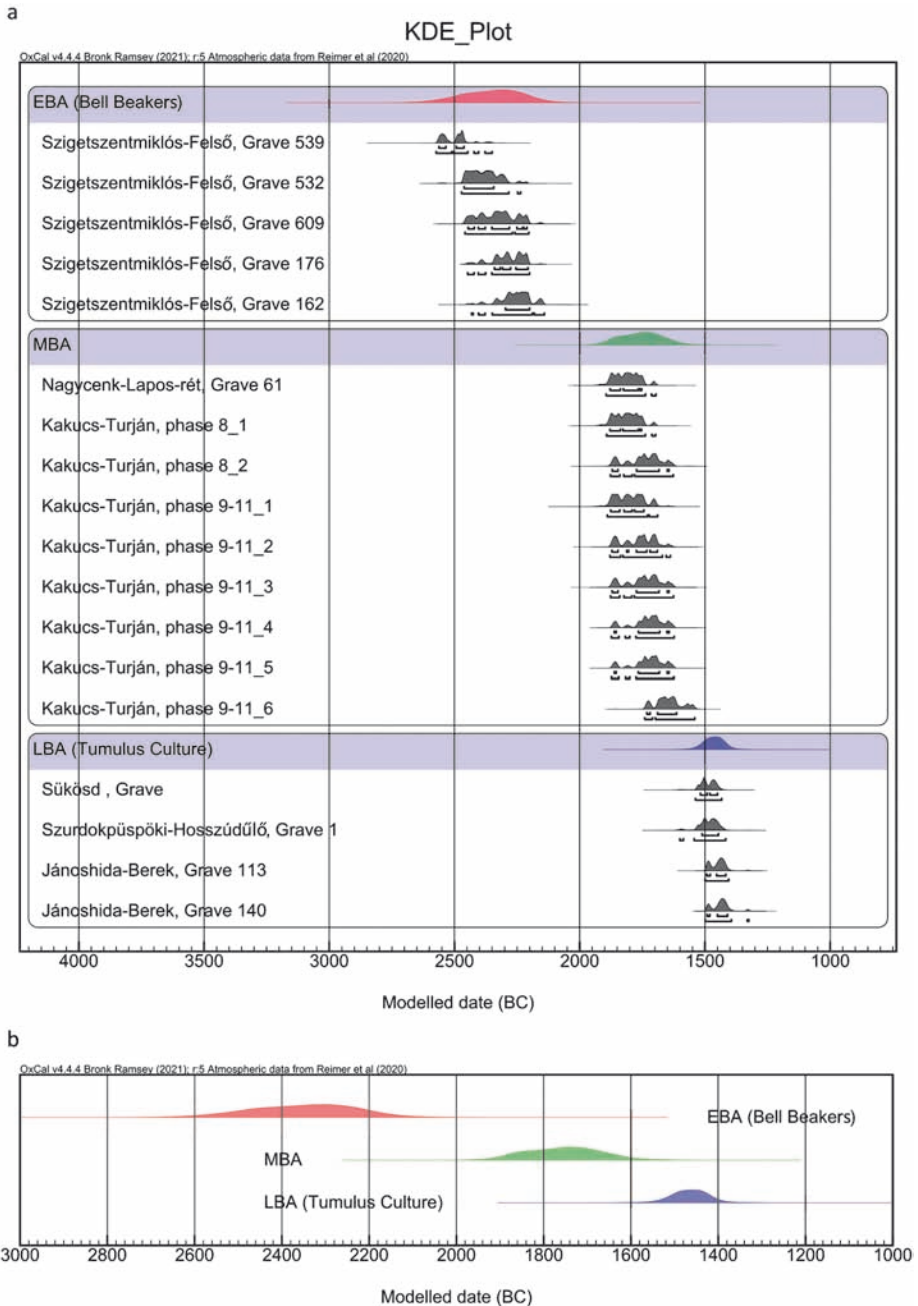 a
KDE_Plot
OxCal v4.4.4 Bronk Ramsey (2021); r:5 Atmospheric data from Reimer et al (2020)
EBA (Bell Beakers)
Szigetszentmiklós-Felső, Grave 539
Szigetszentmiklós-Felső, Grave 532
Szigetszentmiklós-Felső, Grave 609
Szigetszentmiklós-Felső, Grave 176
Szigetszentmiklós-Felső, Grave 162
MBA
Nagycenk-Lapos-rét, Grave 61
Kakucs-Turján, phase 8_1
Kakucs-Turján, phase 8_2
Kakucs-Turján, phase 9-11_1
Kakucs-Turján, phase 9-11_2
Kakucs-Turján, phase 9-11_3
Kakucs-Turján, phase 9-11_4
Kakucs-Turján, phase 9-11_5
Kakucs-Turján, phase 9-11_6
LBA (Tumulus Culture)
Sükösd , Grave
Szurdokpüspöki-Hosszúdűlő, Grave 1
Jánoshida-Berek, Grave 113
Jánoshida-Berek, Grave 140
4000 3500 3000 2500 2000 1500 1000
Modelled date (BC)
b
OxCal v4.4.4 Bronk Ramsey (2021); r:5 Atmospheric data from Reimer et al (2020)
EBA (Bell Beakers)
MBA
LBA (Tumulus Culture)
3000 2800 2600 2400 2200 2000 1800 1600 1400 1200 1000
Modelled date (BC)